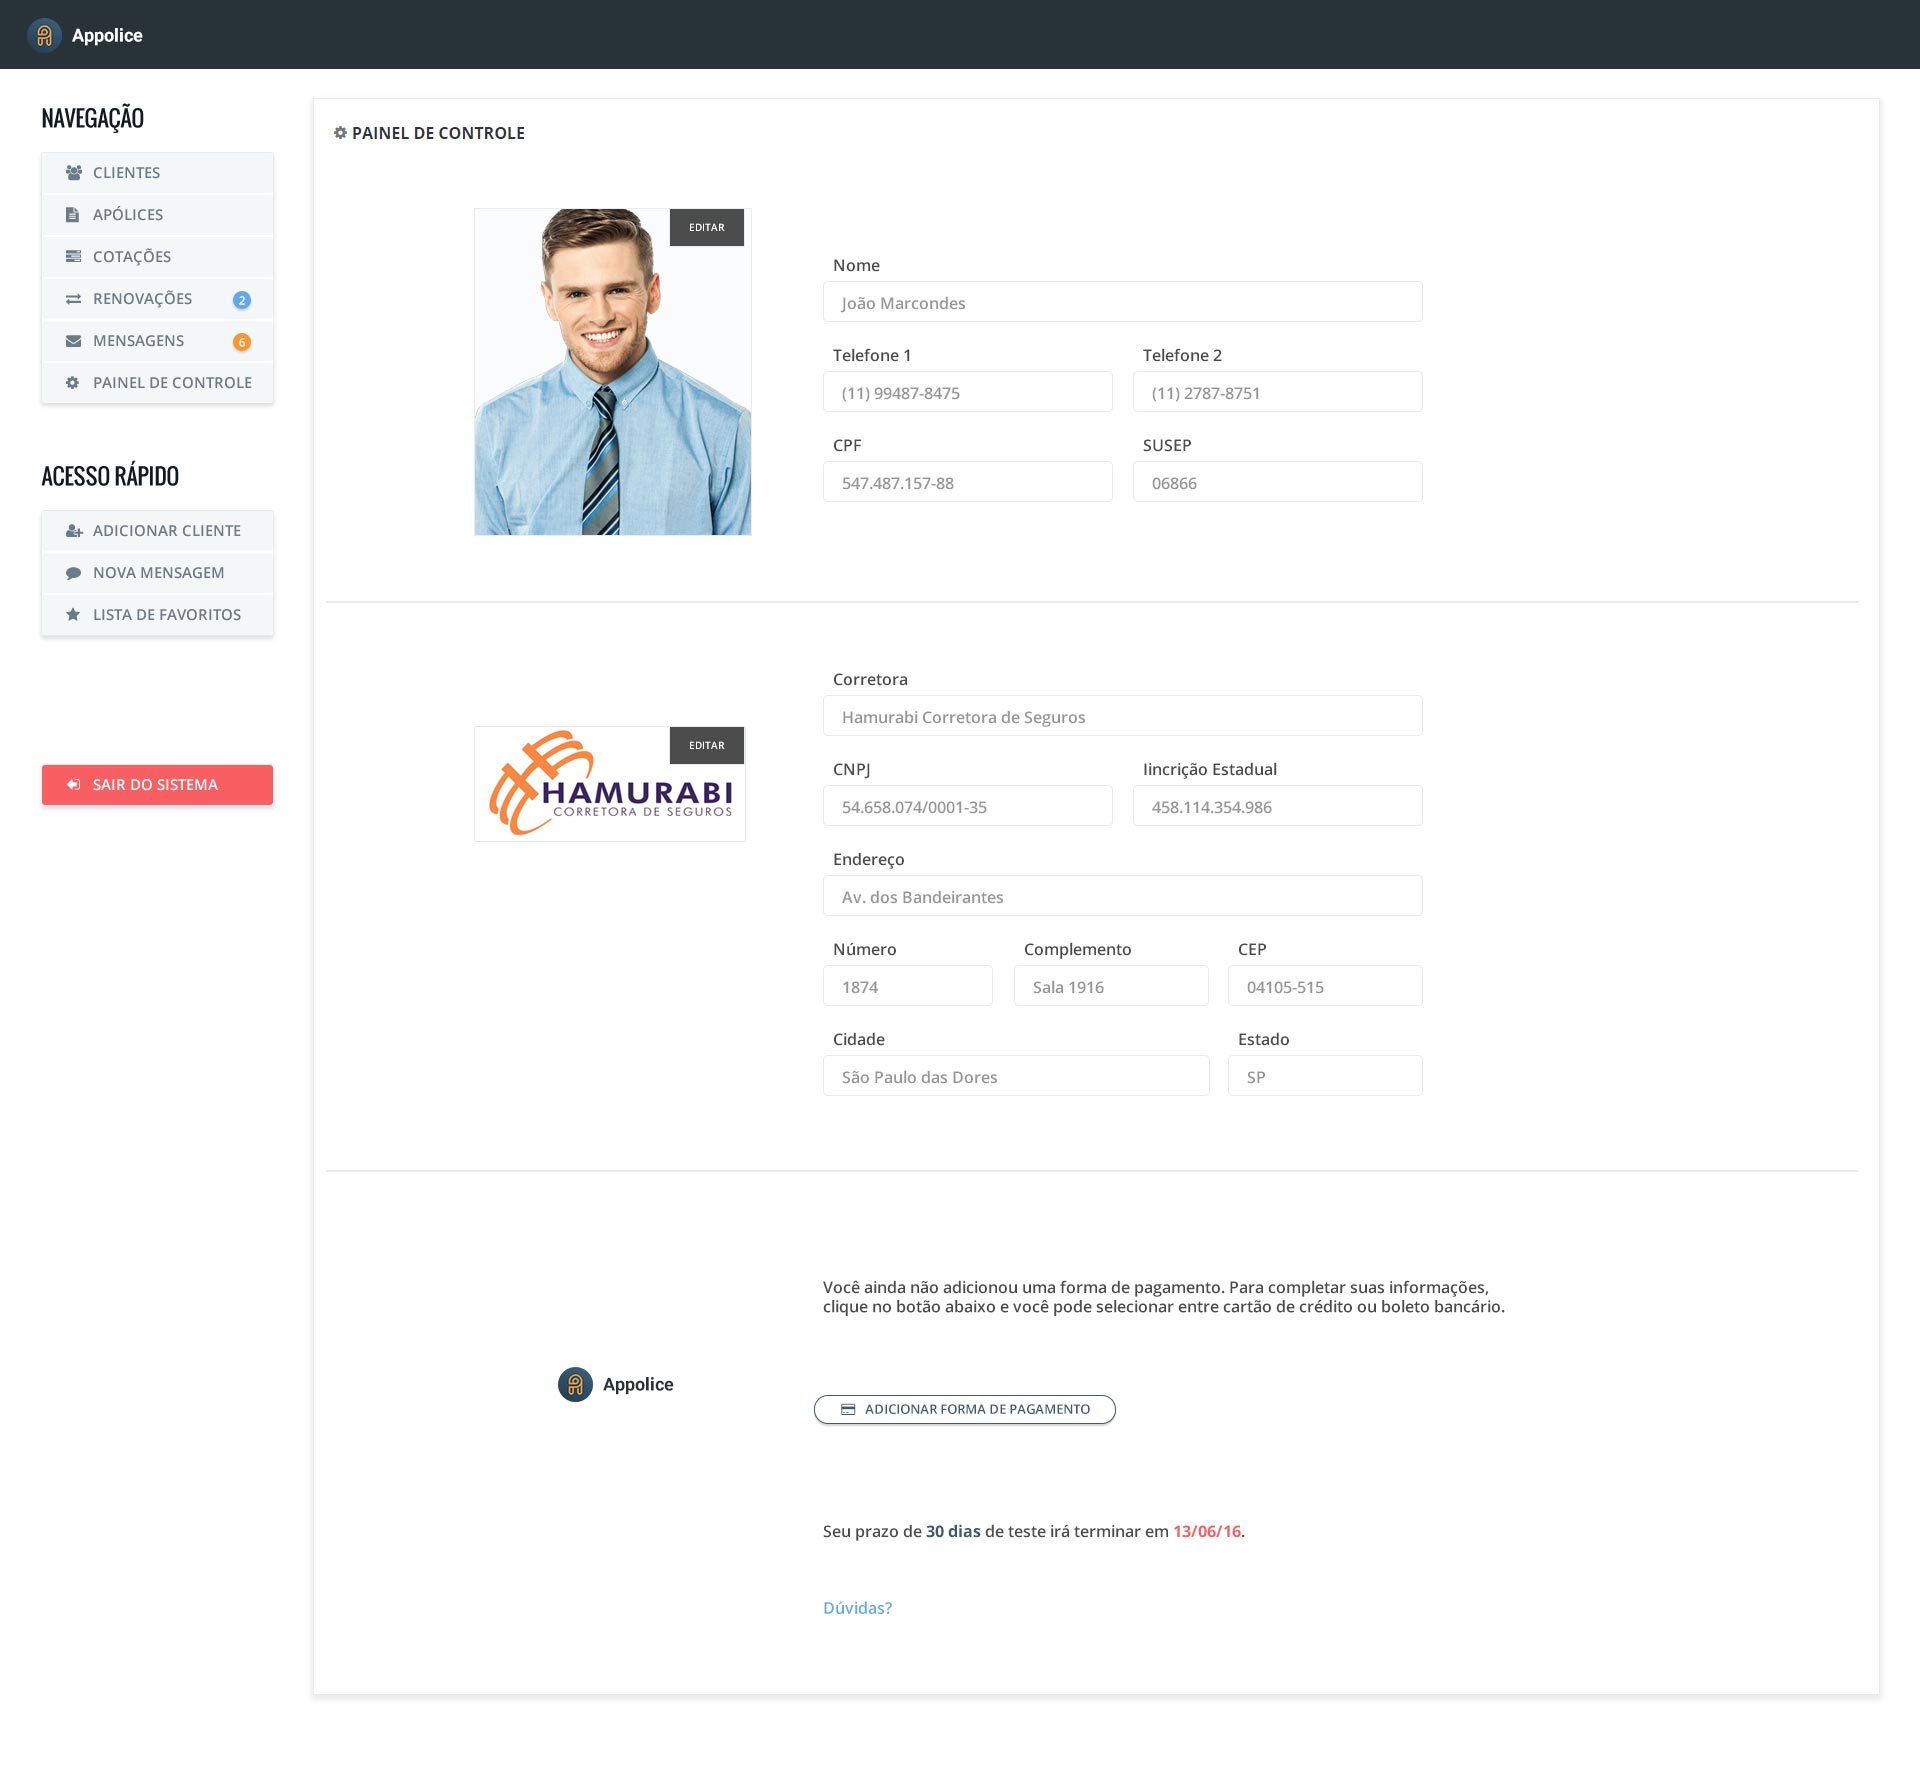 Appolice
NAVEGAÇÃO
CLIENTES
APÓLICES
COTAÇÕES
RENOVAÇÕES 2
MENSAGENS 6
PAINEL DE CONTROLE
ACESSO RÁPIDO
ADICIONAR CLIENTE
NOVA MENSAGEM
LISTA DE FAVORITOS
SAIR DO SISTEMA
PAINEL DE CONTROLE
EDITAR
Nome
João Marcondes
Telefone 1 Telefone 2
(11) 99487-8475 (11) 2787-8751
CPF SUSEP
547.487.157-88 06866
EDITAR
HAMURABI
CORRETORA DE SEGUROS
Corretora
Hamurabi Corretora de Seguros
CNPJ Iincrição Estadual
54.658.074/0001-35 458.114.354.986
Endereço
Av. dos Bandeirantes
Número Complemento CEP
1874 Sala 1916 04105-515
Cidade Estado
São Paulo das Dores SP
Appolice
Você ainda não adicionou uma forma de pagamento. Para completar suas informações,
clique no botão abaixo e você pode selecionar entre cartão de crédito ou boleto bancário.
ADICIONAR FORMA DE PAGAMENTO
Seu prazo de 30 dias de teste irá terminar em 13/06/16.
Dúvidas?